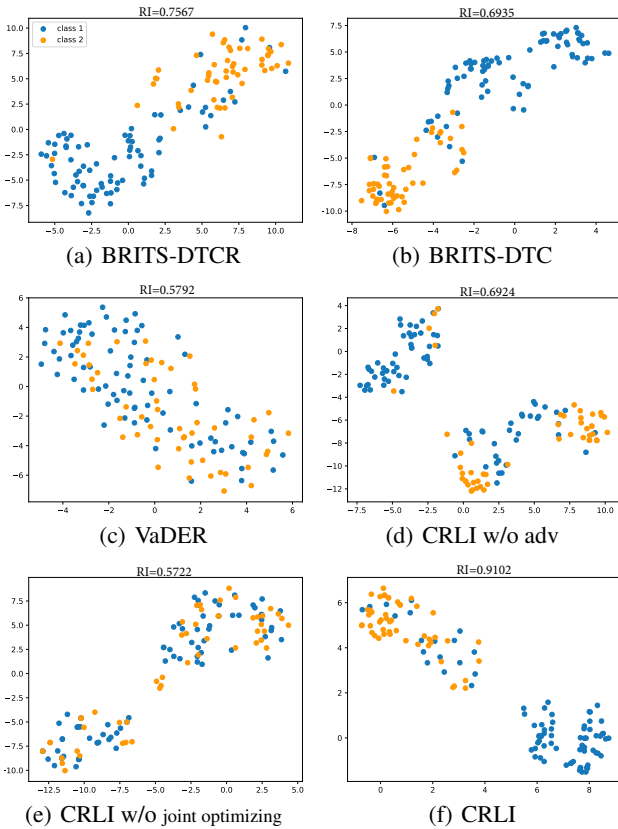 RI=0.7567
class 1
class 2
10.0
7.5
5.0
2.5
0.0
−2.5
−5.0
−7.5
−5.0 −2.5 0.0 2.5 5.0 7.5 10.0
(a) BRITS-DTCR
RI=0.6935
7.5
5.0
2.5
0.0
−2.5
−5.0
−7.5
−10.0
−8 −6 −4 −2 0 2 4
(b) BRITS-DTC
RI=0.5792
6
4
2
0
−2
−4
−6
−4 −2 0 2 4 6
(c) VaDER
RI=0.6924
4
2
0
−2
−4
−6
−8
−10
−12
−7.5 −5.0 −2.5 0.0 2.5 5.0 7.5 10.0
(d) CRLI w/o adv
RI=0.5722
7.5
5.0
2.5
0.0
−2.5
−5.0
−7.5
−10.0
−12.5 −10.0 −7.5 −5.0 −2.5 0.0 2.5 5.0
(e) CRLI w/o joint optimizing
RI=0.9102
6
4
2
0
0 2 4 6 8
(f) CRLI